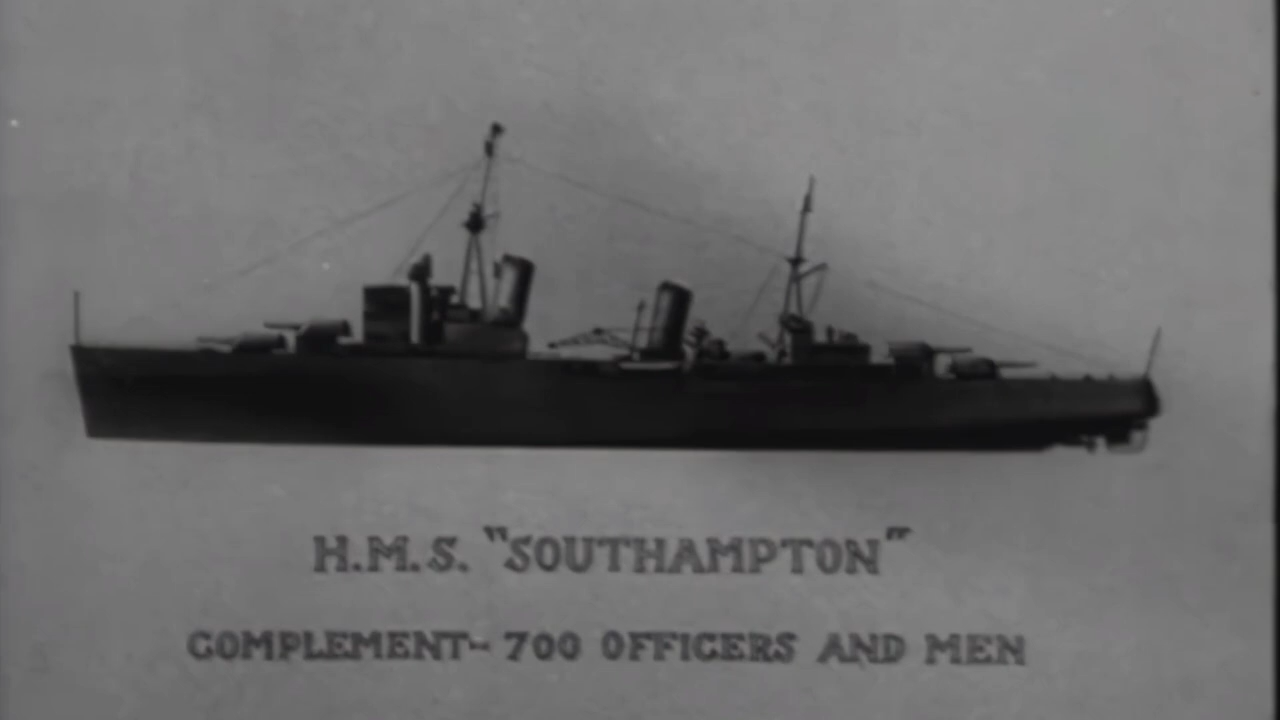 H.M.S. "SOUTHAMPTON"
COMPLEMENT- 700 OFFICERS AND MEN